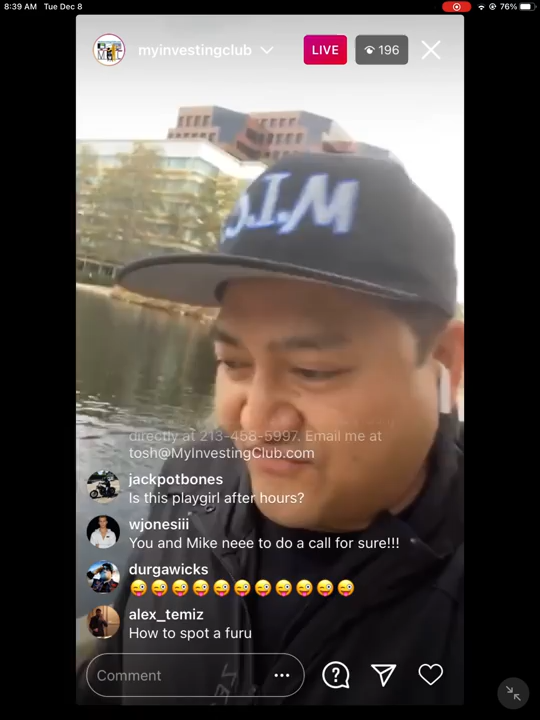 8:39 AM Tue Dec 8
76%
myinvestingclub
LIVE
196
M.I.C.
directly at 213-458-5997. Email me at
tosh@MyInvestingClub.com
jackpotbones
Is this playgirl after hours?
wjonesiii
You and Mike neee to do a call for sure!!!
durgawicks
😜😜😜😜😜😜😜😜😜😜😜
alex_temiz
How to spot a furu
Comment